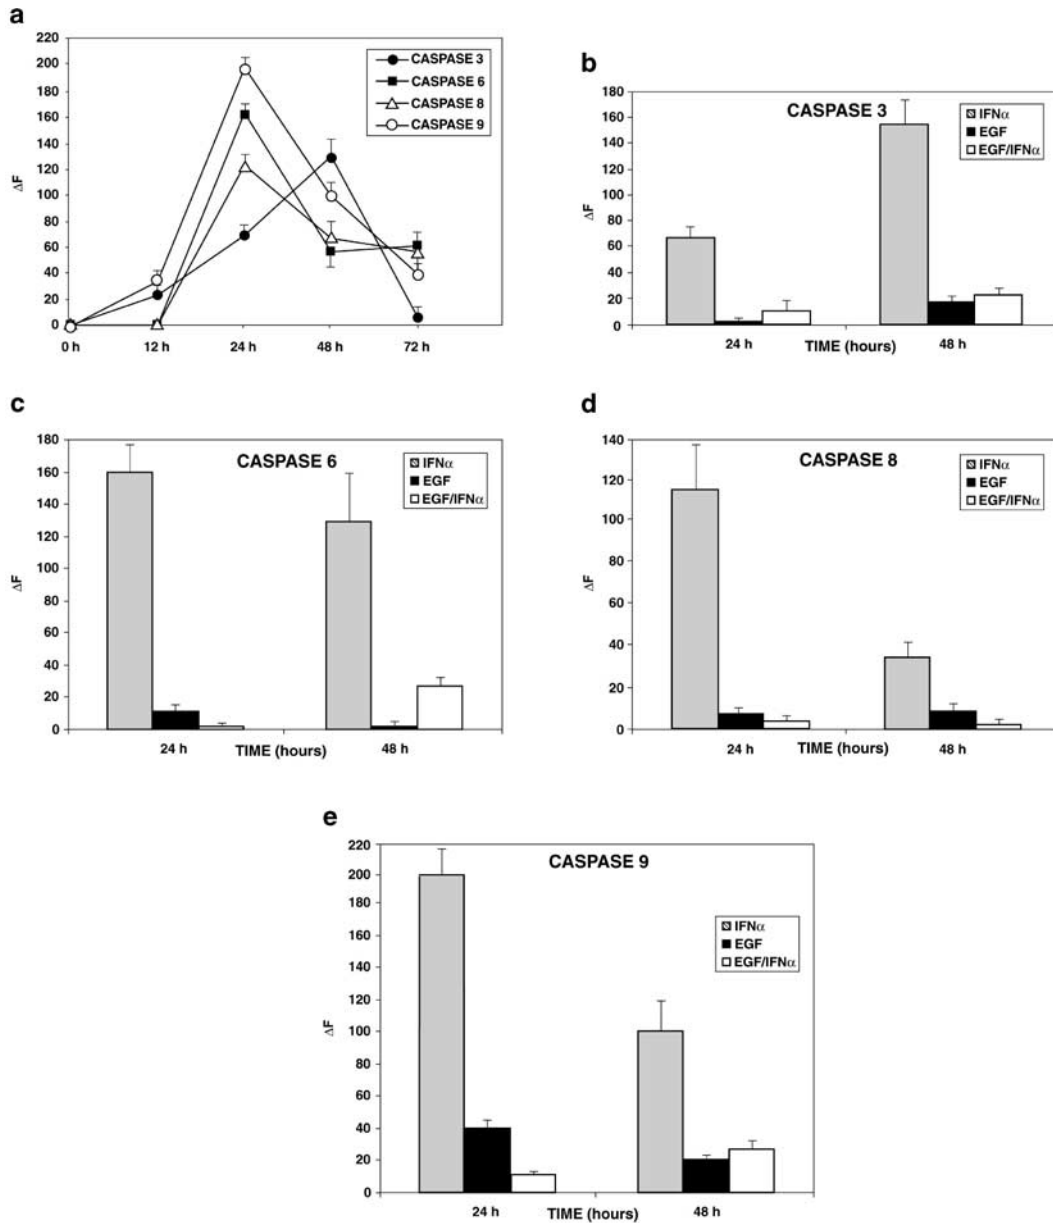 a
220
200
180
160
140
120
100
80
60
40
20
0
ΔF
0 h 12 h 24 h 48 h 72 h
CASPASE 3
CASPASE 6
CASPASE 8
CASPASE 9
b
CASPASE 3
180
160
140
120
100
80
60
40
20
0
ΔF
IFNα
EGF
EGF/IFNα
24 h TIME (hours) 48 h
c
CASPASE 6
180
160
140
120
100
80
60
40
20
0
ΔF
IFNα
EGF
EGF/IFNα
24 h TIME (hours) 48 h
d
CASPASE 8
140
120
100
80
60
40
20
0
ΔF
IFNα
EGF
EGF/IFNα
24 h TIME (hours) 48 h
e
CASPASE 9
220
200
180
160
140
120
100
80
60
40
20
0
ΔF
IFNα
EGF
EGF/IFNα
24 h TIME (hours) 48 h